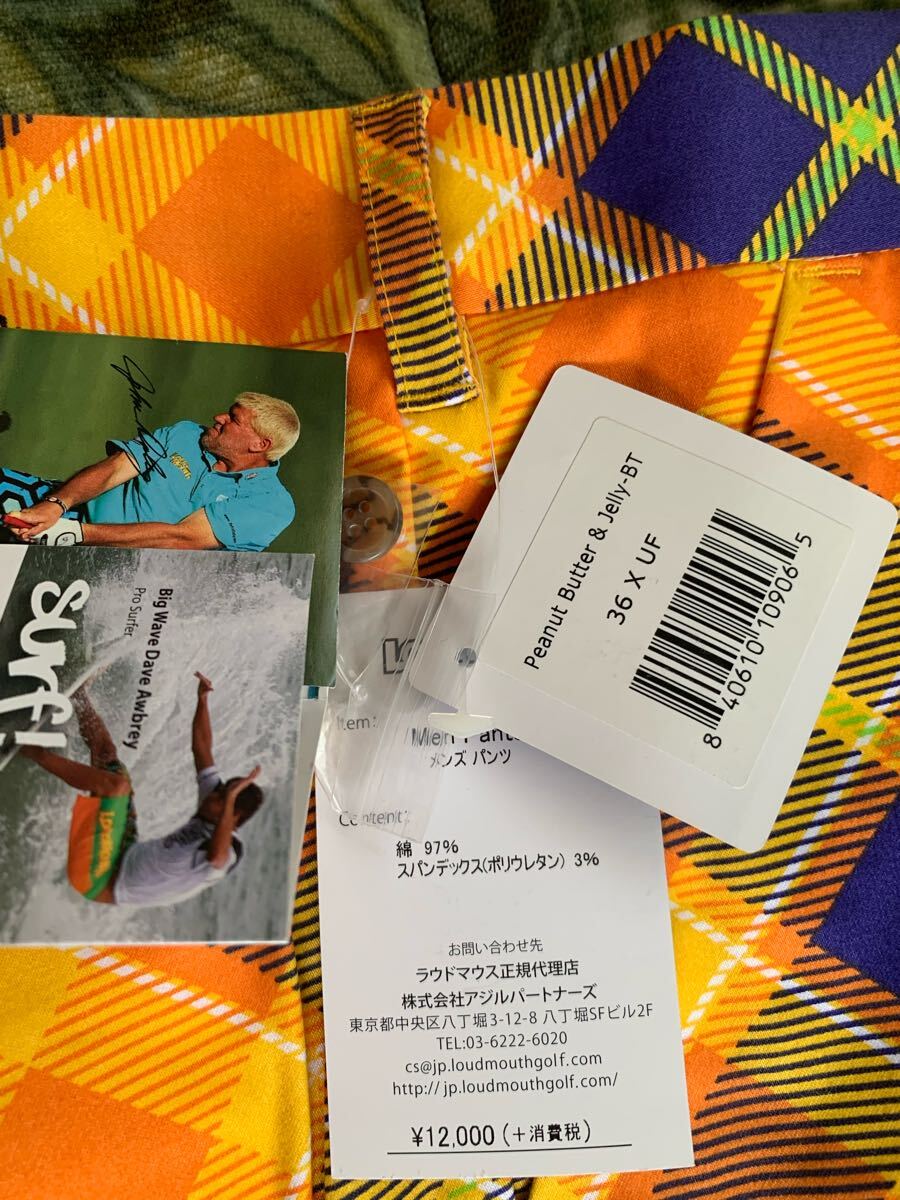 Surf!
Big Wave Dave Awbrey
Pro Surfer
Peanut Butter & Jelly-BT
36 X UF
8 40610 10906 5
Item:
Men Pants
メンズ パンツ
Content:
綿 97%
スパンデックス(ポリウレタン) 3%
お問い合わせ先
ラウドマウス正規代理店
株式会社アジルパートナーズ
東京都中央区八丁堀3-12-8 八丁堀SFビル2F
TEL:03-6222-6020
cs@jp.loudmouthgolf.com
http:// jp.loudmouthgolf.com/
¥12,000 (+消費税)